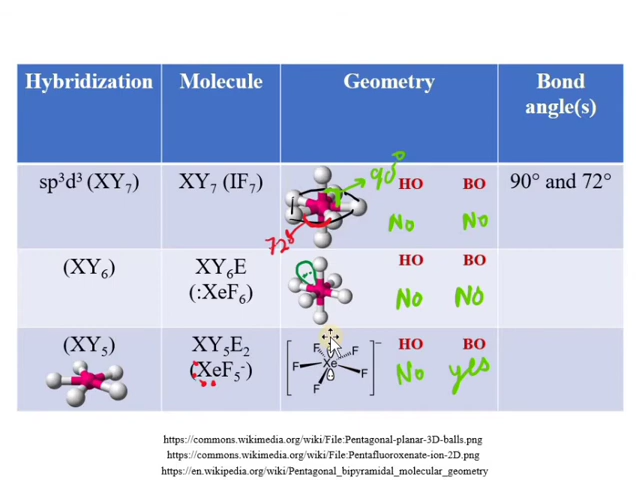 Hybridization Molecule Geometry Bond angle(s)
sp³d³ (XY₇) XY₇ (IF₇) 90° HO BO 90° and 72°
72° No No
(XY₆) XY₆E HO BO
(:XeF₆) No No
(XY₅) XY₅E₂ HO BO
(:XeF₅⁻) [F F Xe F F F]⁻ No yes
https://commons.wikimedia.org/wiki/File:Pentagonal-planar-3D-balls.png
https://commons.wikimedia.org/wiki/File:Pentafluoroxenate-ion-2D.png
https://en.wikipedia.org/wiki/Pentagonal_bipyramidal_molecular_geometry